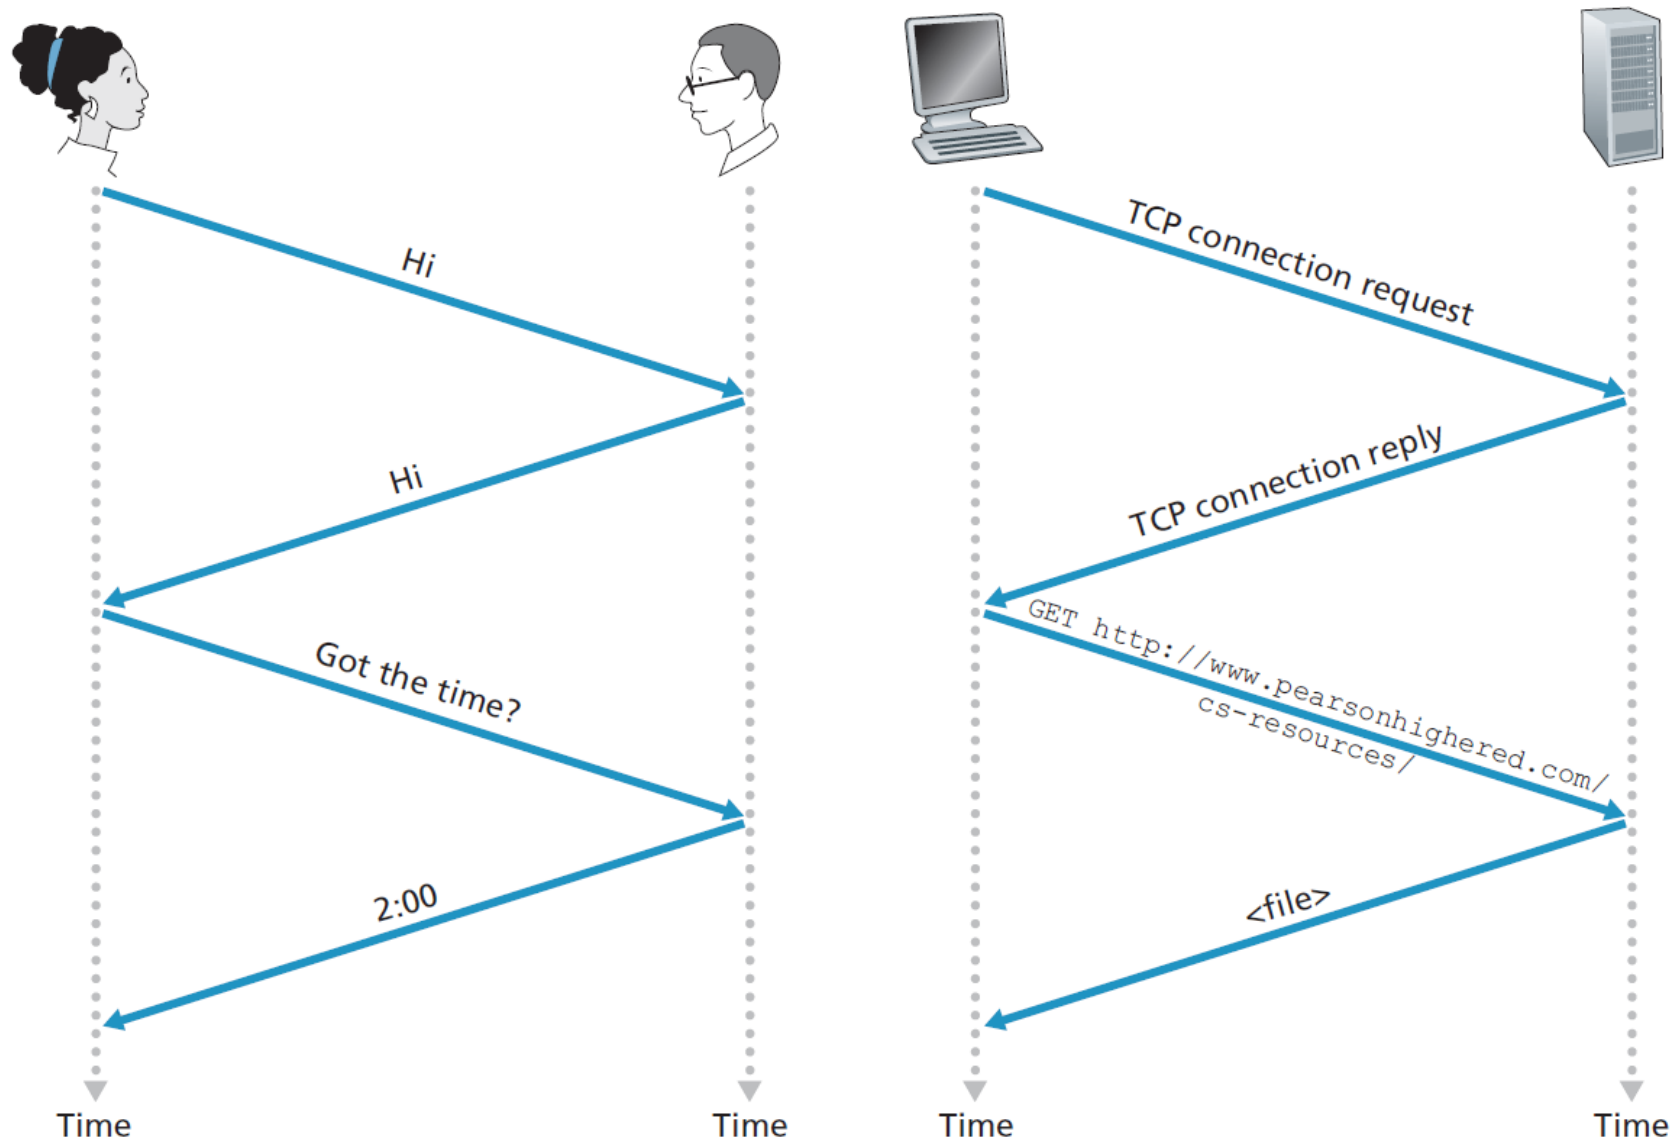 Hi
Hi
Got the time?
2:00
Time
Time
TCP connection request
TCP connection reply
GET http://www.pearsonhighered.com/
cs-resources/
<file>
Time
Time